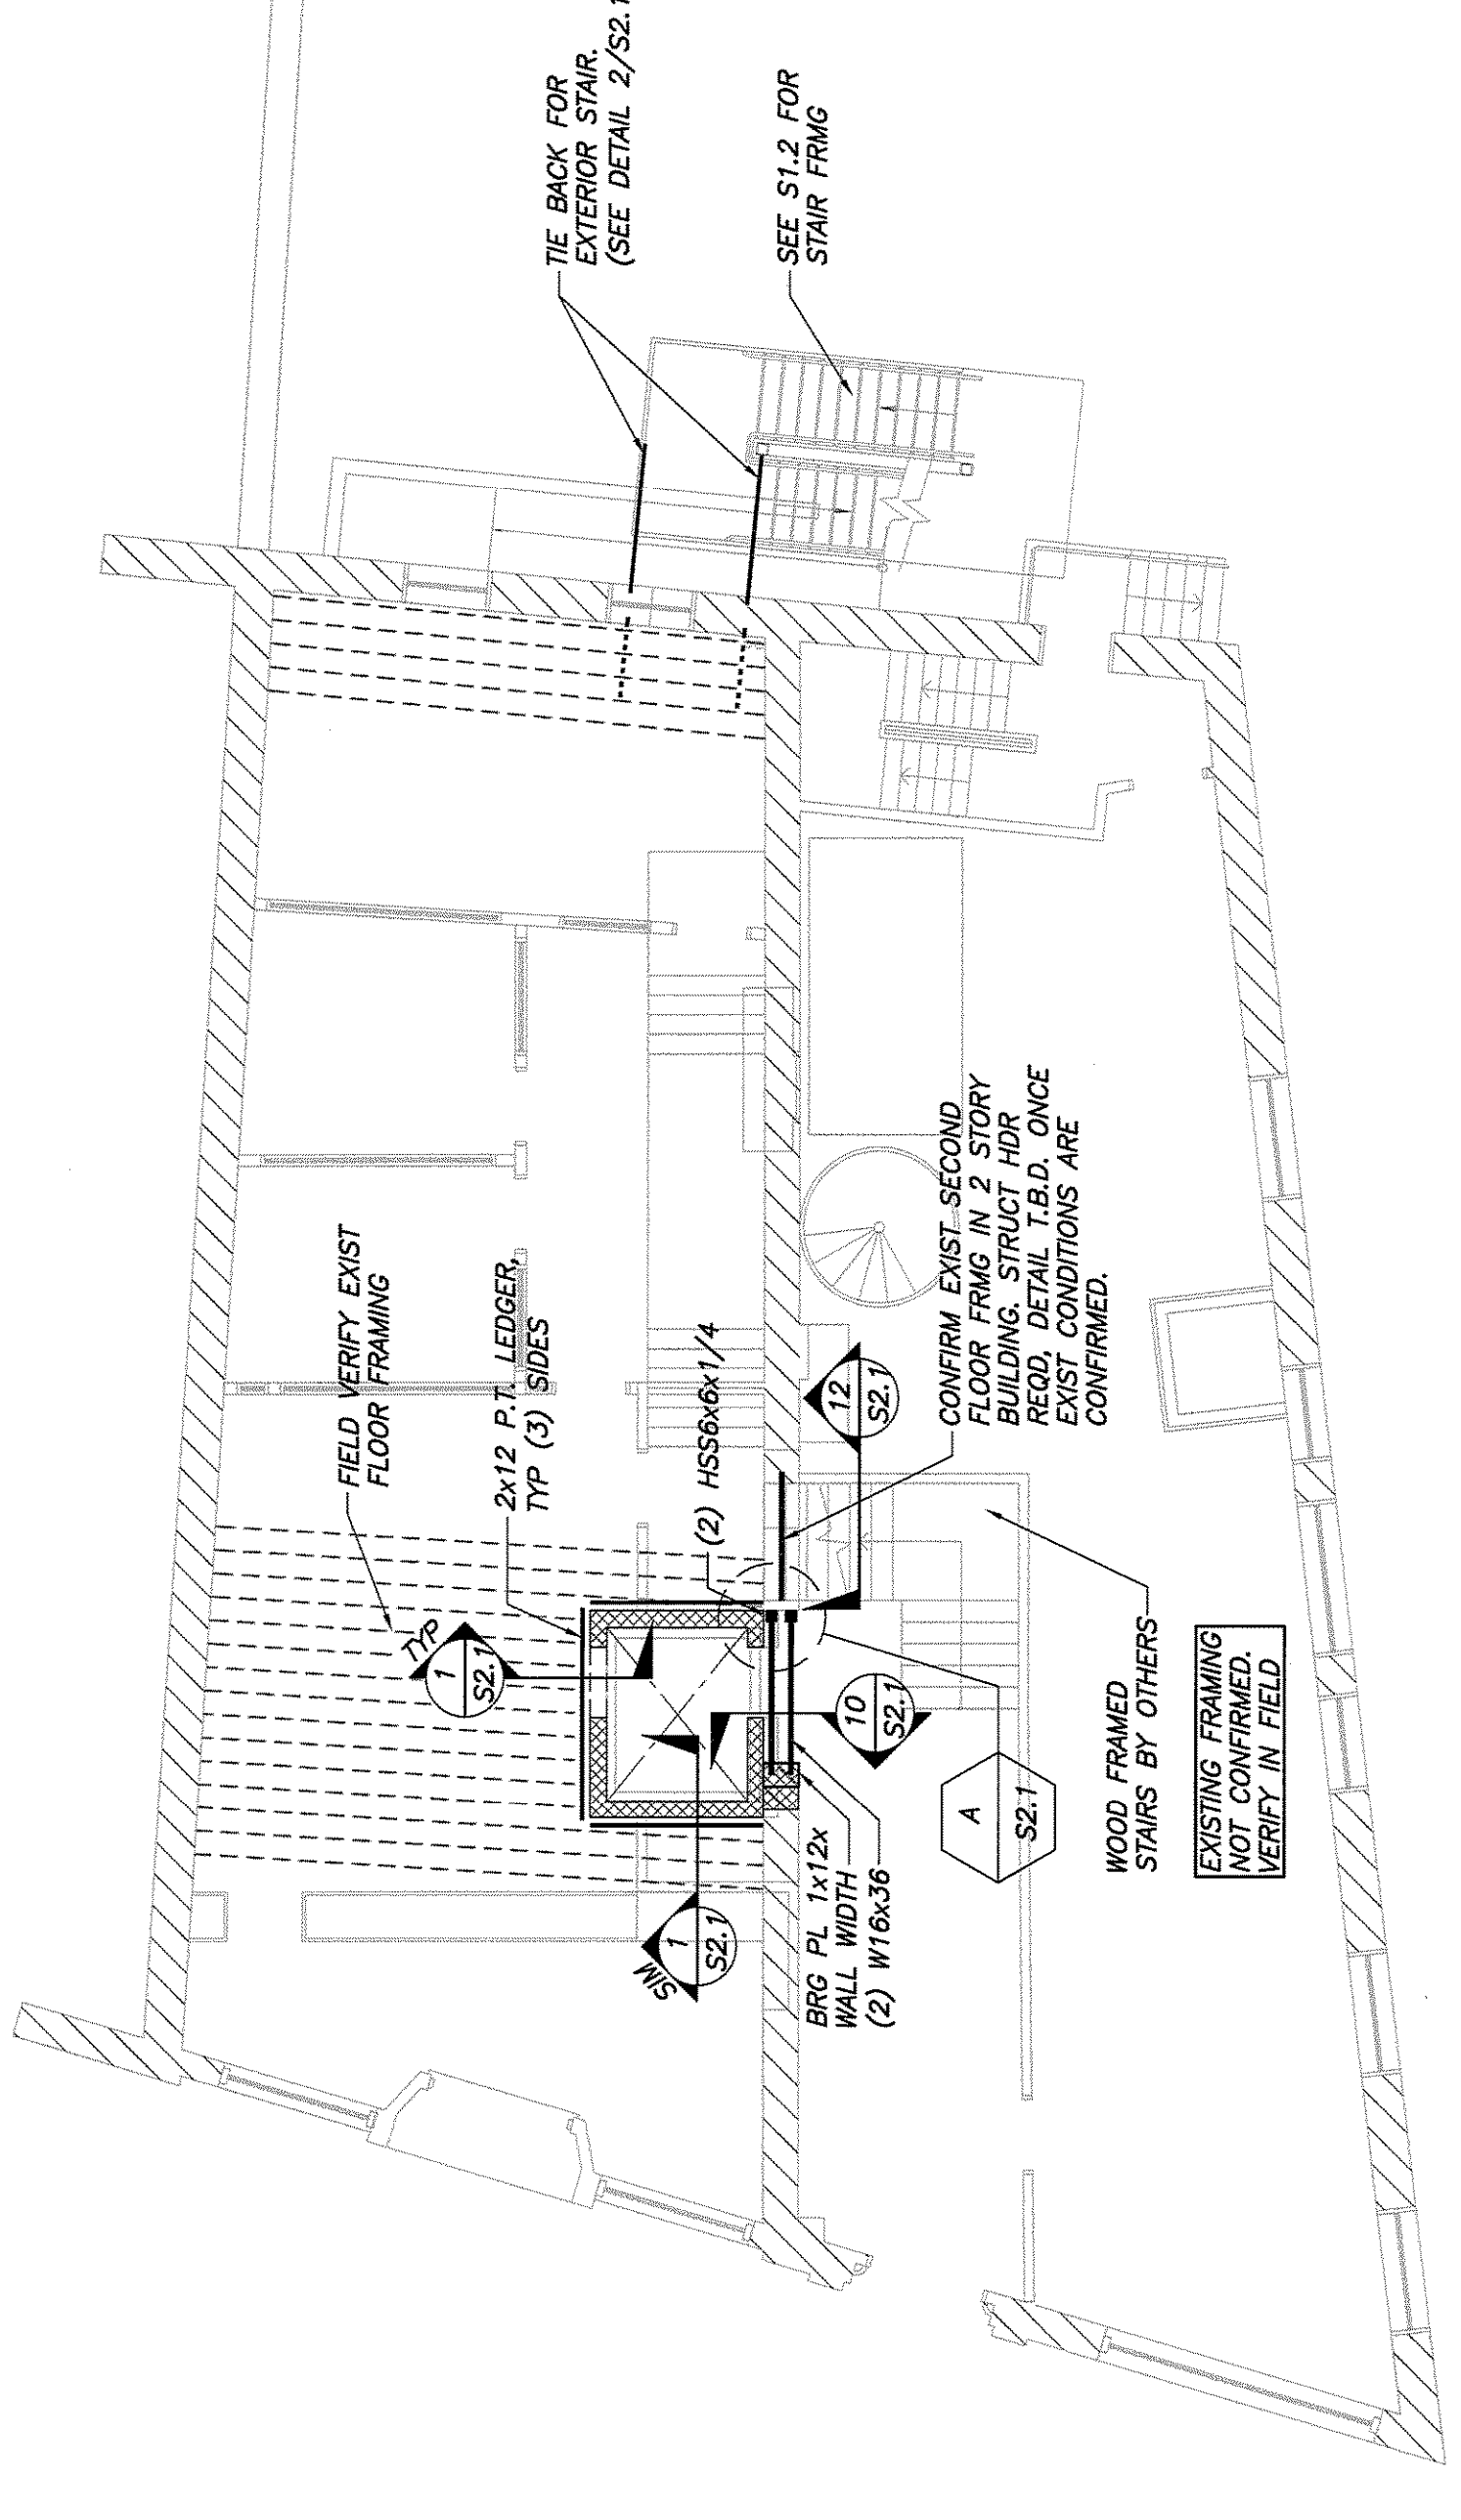 TIE BACK FOR
EXTERIOR STAIR.
(SEE DETAIL 2/S2.1
SEE S1.2 FOR
STAIR FRMG
FIELD VERIFY EXIST
FLOOR FRAMING
2x12 P.T. LEDGER,
TYP (3) SIDES
(2) HSS6x6x1/4
TYP
1
S2.1
12
S2.1
CONFIRM EXIST SECOND
FLOOR FRMG IN 2 STORY
BUILDING. STRUCT HDR
REQD, DETAIL T.B.D. ONCE
EXIST CONDITIONS ARE
CONFIRMED.
SIM
1
S2.1
10
S2.1
BRG PL 1x12x
WALL WIDTH
(2) W16x36
A
S2.1
WOOD FRAMED
STAIRS BY OTHERS
EXISTING FRAMING
NOT CONFIRMED.
VERIFY IN FIELD